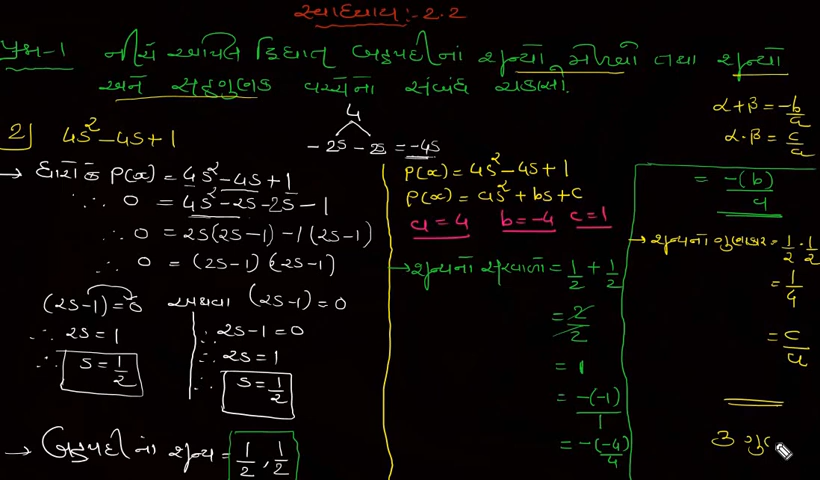 સ્વાધ્યાય:-2.2
પ્રશ્ન-1 નીચે આપેલ દ્વિઘાત બહુપદીનાં શૂન્યો મેળવો તથા શૂન્યો
અને સહગુણક વચ્ચેના સંબંધ ચકાસો.
2] 4s² - 4s + 1
4
- 2s - 2s = -4s
α + β = -b/a
α · β = c/a
→ ધારો કે P(x) = 4s² - 4s + 1
∴ 0 = 4s² - 2s - 2s - 1
∴ 0 = 2s(2s-1) - 1(2s-1)
∴ 0 = (2s-1) (2s-1)
(2s-1) = 0 અથવા (2s-1) = 0
∴ 2s = 1
∴ s = 1/2
∴ 2s-1 = 0
∴ 2s = 1
∴ s = 1/2
→ બહુપદીનાં શૂન્ય = 1/2, 1/2
P(x) = 4s² - 4s + 1
P(x) = as² + bs + c
a = 4 b = -4 c = 1
→ શૂન્યનો સરવાળો = 1/2 + 1/2
= 2/2
= 1
= -(-1)/1
= -(-4)/4
= -(b)/a
→ શૂન્યનો ગુણાકાર = 1/2 · 1/2
= 1/4
= c/a